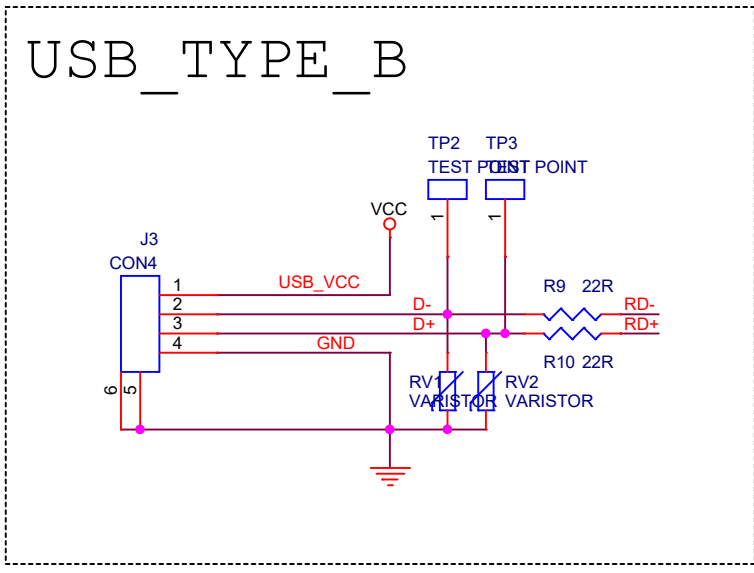 USB_TYPE_B
TP2
TEST POINT
TP3
TEST POINT
1
1
VCC
J3
CON4
1
2
3
4
6
5
USB_VCC
D-
D+
GND
R9 22R
RD-
RD+
R10 22R
RV1
VARISTOR
RV2
VARISTOR